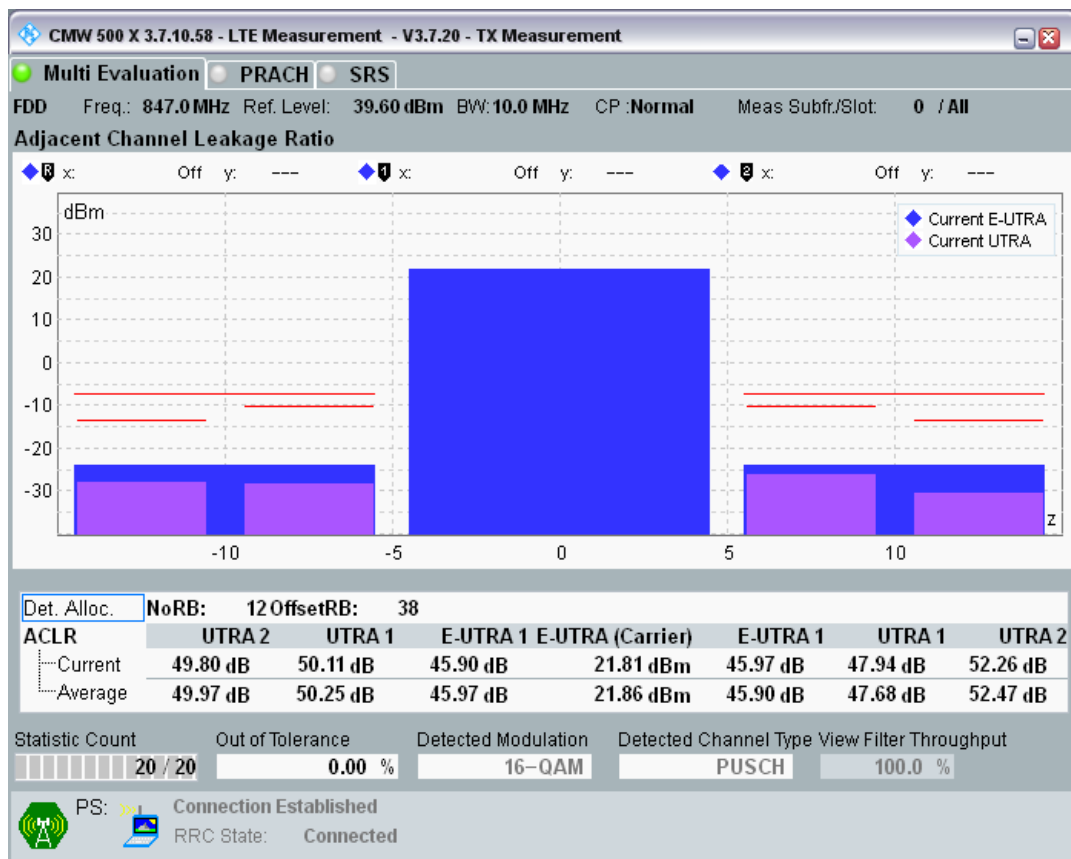 CMW 500 X 3.7.10.58 - LTE Measurement - V3.7.20 - TX Measurement
Multi Evaluation PRACH SRS
FDD Freq.: 847.0 MHz Ref. Level: 39.60 dBm BW: 10.0 MHz CP :Normal Meas Subfr./Slot: 0 / All
Adjacent Channel Leakage Ratio
R x: Off y: --- 1 x: Off y: --- 2 x: Off y: ---
dBm
Current E-UTRA
Current UTRA
30
20
10
0
-10
-20
-30
z
-10 -5 0 5 10
Det. Alloc. NoRB: 12 OffsetRB: 38
ACLR UTRA 2 UTRA 1 E-UTRA 1 E-UTRA (Carrier) E-UTRA 1 UTRA 1 UTRA 2
Current 49.80 dB 50.11 dB 45.90 dB 21.81 dBm 45.97 dB 47.94 dB 52.26 dB
Average 49.97 dB 50.25 dB 45.97 dB 21.86 dBm 45.90 dB 47.68 dB 52.47 dB
Statistic Count Out of Tolerance Detected Modulation Detected Channel Type View Filter Throughput
20 / 20 0.00 % 16-QAM PUSCH 100.0 %
PS: Connection Established
RRC State: Connected